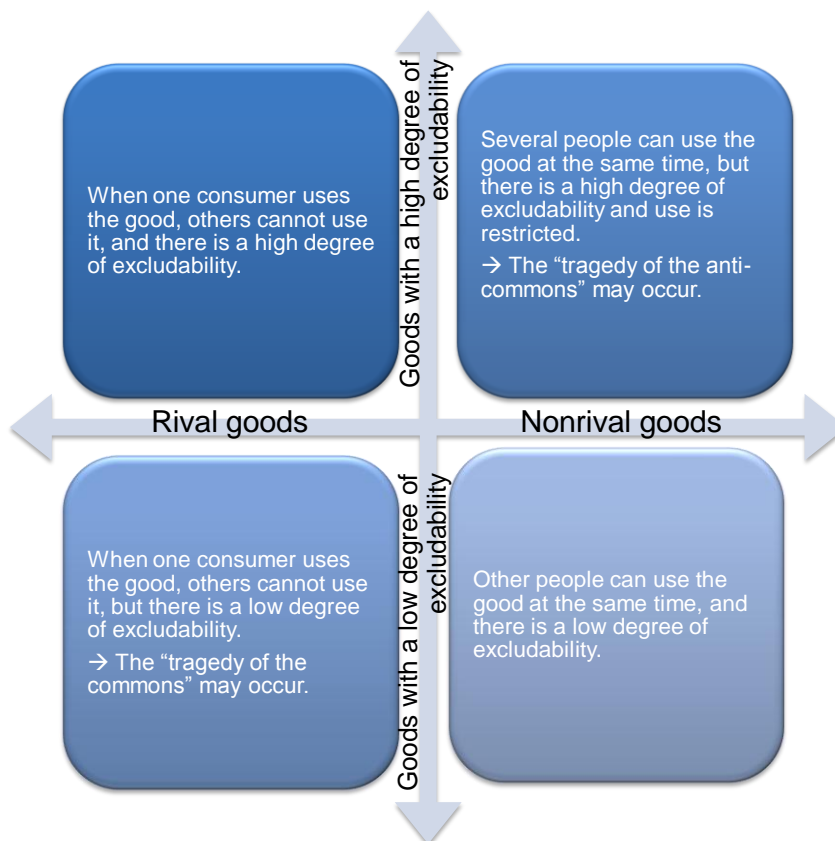 When one consumer uses
the good, others cannot use
it, and there is a high degree
of excludability.
Goods with a high degree of
excludability
Several people can use the
good at the same time, but
there is a high degree of
excludability and use is
restricted.
→ The “tragedy of the anti-
commons” may occur.
Rival goods
Nonrival goods
When one consumer uses
the good, others cannot use
it, but there is a low degree
of excludability.
→ The “tragedy of the
commons” may occur.
Goods with a low degree of
excludability
Other people can use the
good at the same time, and
there is a low degree of
excludability.